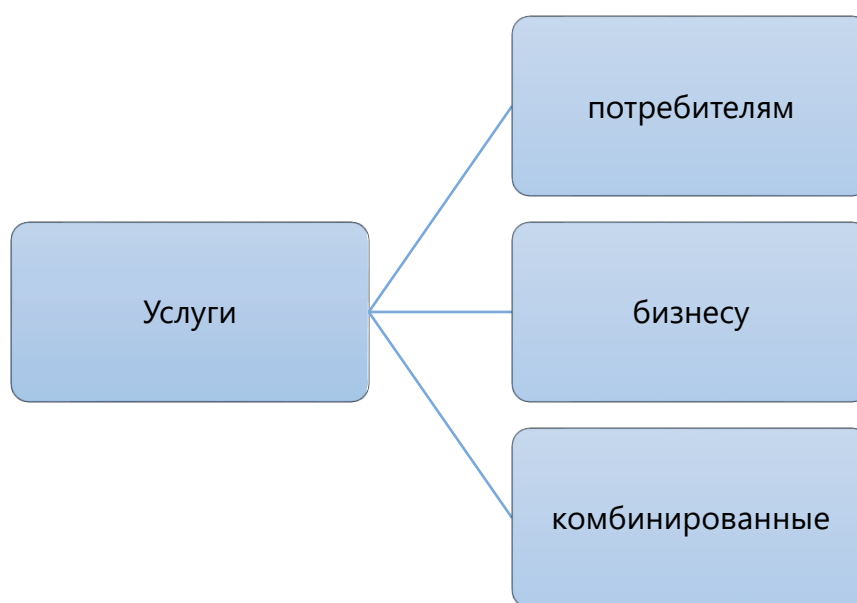 потребителям
Услуги
бизнесу
комбинированные